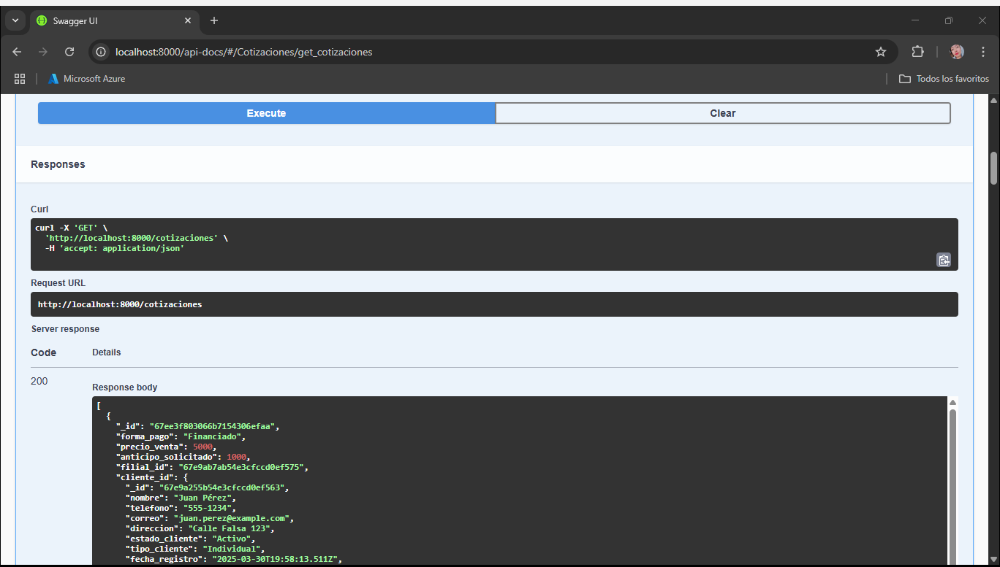 Swagger UI
localhost:8000/api-docs/#/Cotizaciones/get_cotizaciones
Microsoft Azure
Todos los favoritos
Execute
Clear
Responses
Curl
curl -X 'GET' \
'http://localhost:8000/cotizaciones' \
-H 'accept: application/json'
Request URL
http://localhost:8000/cotizaciones
Server response
Code
Details
200
Response body
[
{
"_id": "67ee3f803066b7154306efaa",
"forma_pago": "Financiado",
"precio_venta": 5000,
"anticipo_solicitado": 1000,
"filial_id": "67e9ab7ab54e3cfccd0ef575",
"cliente_id": {
"_id": "67e9a255b54e3cfccd0ef563",
"nombre": "Juan Pérez",
"telefono": "555-1234",
"correo": "juan.perez@example.com",
"direccion": "Calle Falsa 123",
"estado_cliente": "Activo",
"tipo_cliente": "Individual",
"fecha_registro": "2025-03-30T19:58:13.511Z",